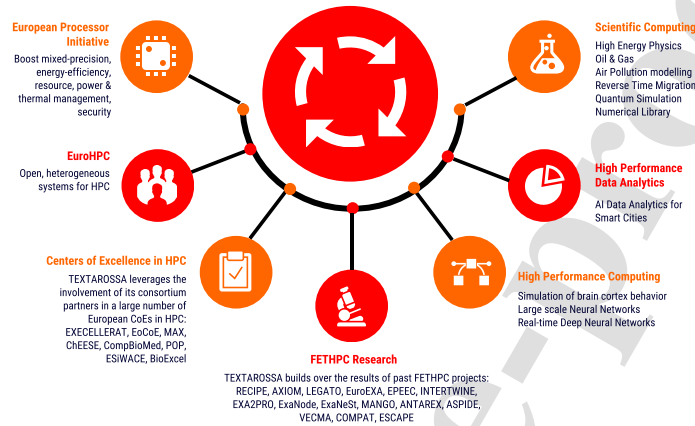 European Processor
Initiative
Boost mixed-precision,
energy-efficiency,
resource, power &
thermal management,
security
EuroHPC
Open, heterogeneous
systems for HPC
Centers of Excellence in HPC
TEXTAROSSA leverages the
involvement of its consortium
partners in a large number of
European CoEs in HPC:
EXECELLERAT, EoCoE, MAX,
ChEESE, CompBioMed, POP,
ESiWACE, BioExcel
FETHPC Research
TEXTAROSSA builds over the results of past FETHPC projects:
RECIPE, AXIOM, LEGATO, EuroEXA, EPEEC, INTERTWINE,
EXA2PRO, ExaNode, ExaNeSt, MANGO, ANTAREX, ASPIDE,
VECMA, COMPAT, ESCAPE
High Performance Computing
Simulation of brain cortex behavior
Large scale Neural Networks
Real-time Deep Neural Networks
High Performance
Data Analytics
AI Data Analytics for
Smart Cities
Scientific Computing
High Energy Physics
Oil & Gas
Air Pollution modelling
Reverse Time Migration
Quantum Simulation
Numerical Library
e-pro